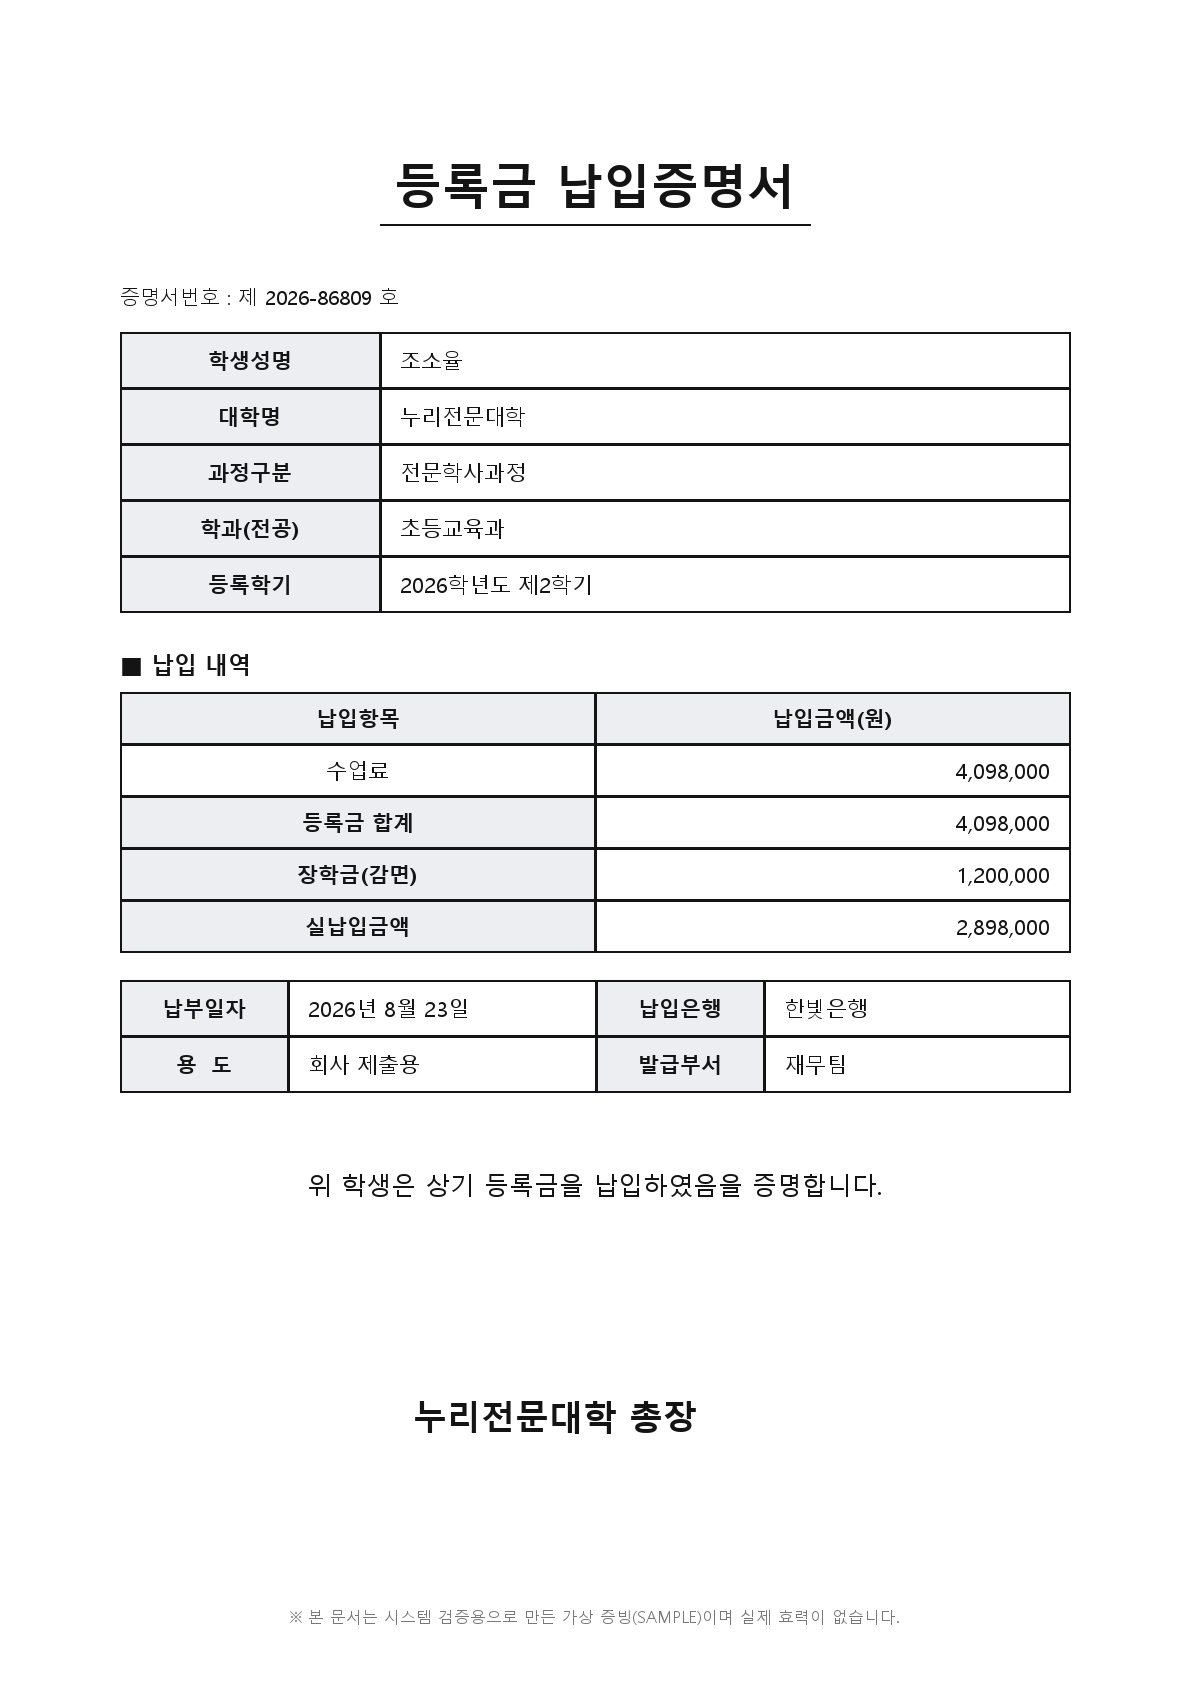 등록금 납입증명서
증명서번호 : 제 2026-86809 호
학생성명 조소율
대학명 누리전문대학
과정구분 전문학사과정
학과(전공) 초등교육과
등록학기 2026학년도 제2학기
■ 납입 내역
납입항목 납입금액(원)
수업료 4,098,000
등록금 합계 4,098,000
장학금(감면) 1,200,000
실납입금액 2,898,000
납부일자 2026년 8월 23일 납입은행 한빛은행
용 도 회사 제출용 발급부서 재무팀
위 학생은 상기 등록금을 납입하였음을 증명합니다.
누리전문대학 총장
※ 본 문서는 시스템 검증용으로 만든 가상 증빙(SAMPLE)이며 실제 효력이 없습니다.